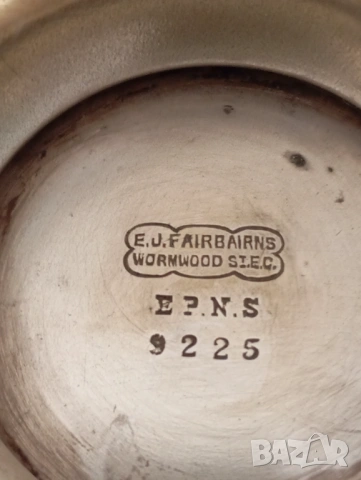 E.J.FAIRBAIRNS
WORMWOOD ST.E.C.
E P.N.S
9225
BAZAR